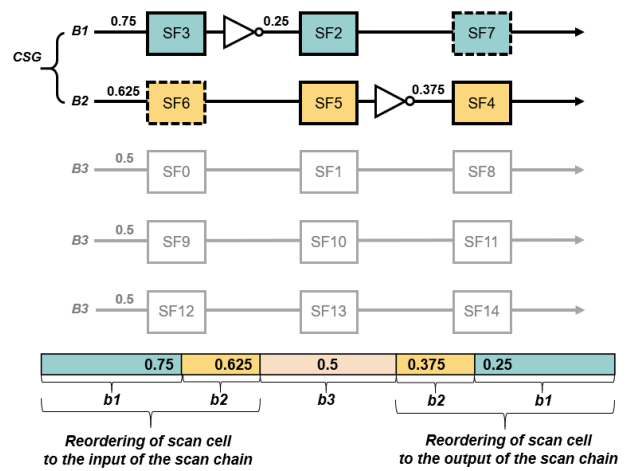 B1 0.75 SF3 0.25 SF2 SF7
CSG
B2 0.625 SF6 SF5 0.375 SF4
B3 0.5 SF0 SF1 SF8
B3 0.5 SF9 SF10 SF11
B3 0.5 SF12 SF13 SF14
0.75 0.625 0.5 0.375 0.25
b1 b2 b3 b2 b1
Reordering of scan cell
to the input of the scan chain
Reordering of scan cell
to the output of the scan chain